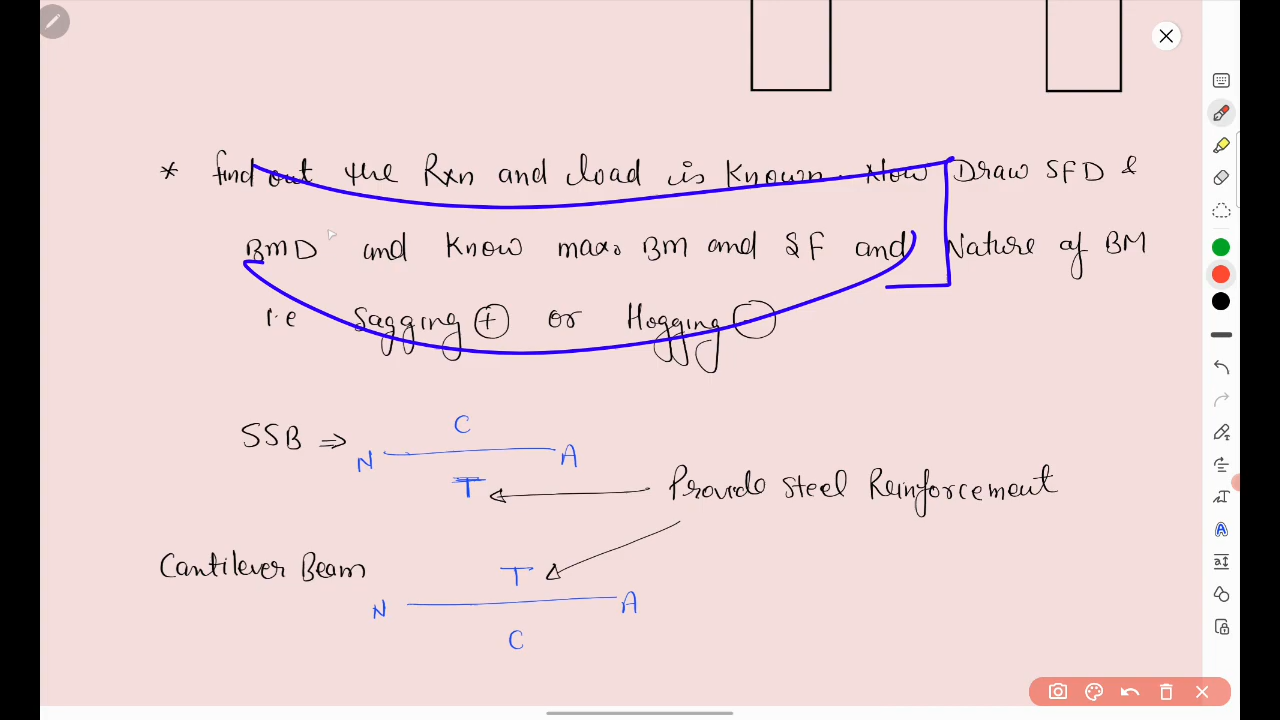 * find out the Rxn and load is known. Now Draw SFD &
BMD and Know max. BM and SF and Nature of BM
i.e Sagging + or Hogging -
SSB ⇒
C
N A
T
Provide Steel Reinforcement
Cantilever Beam
T
N A
C